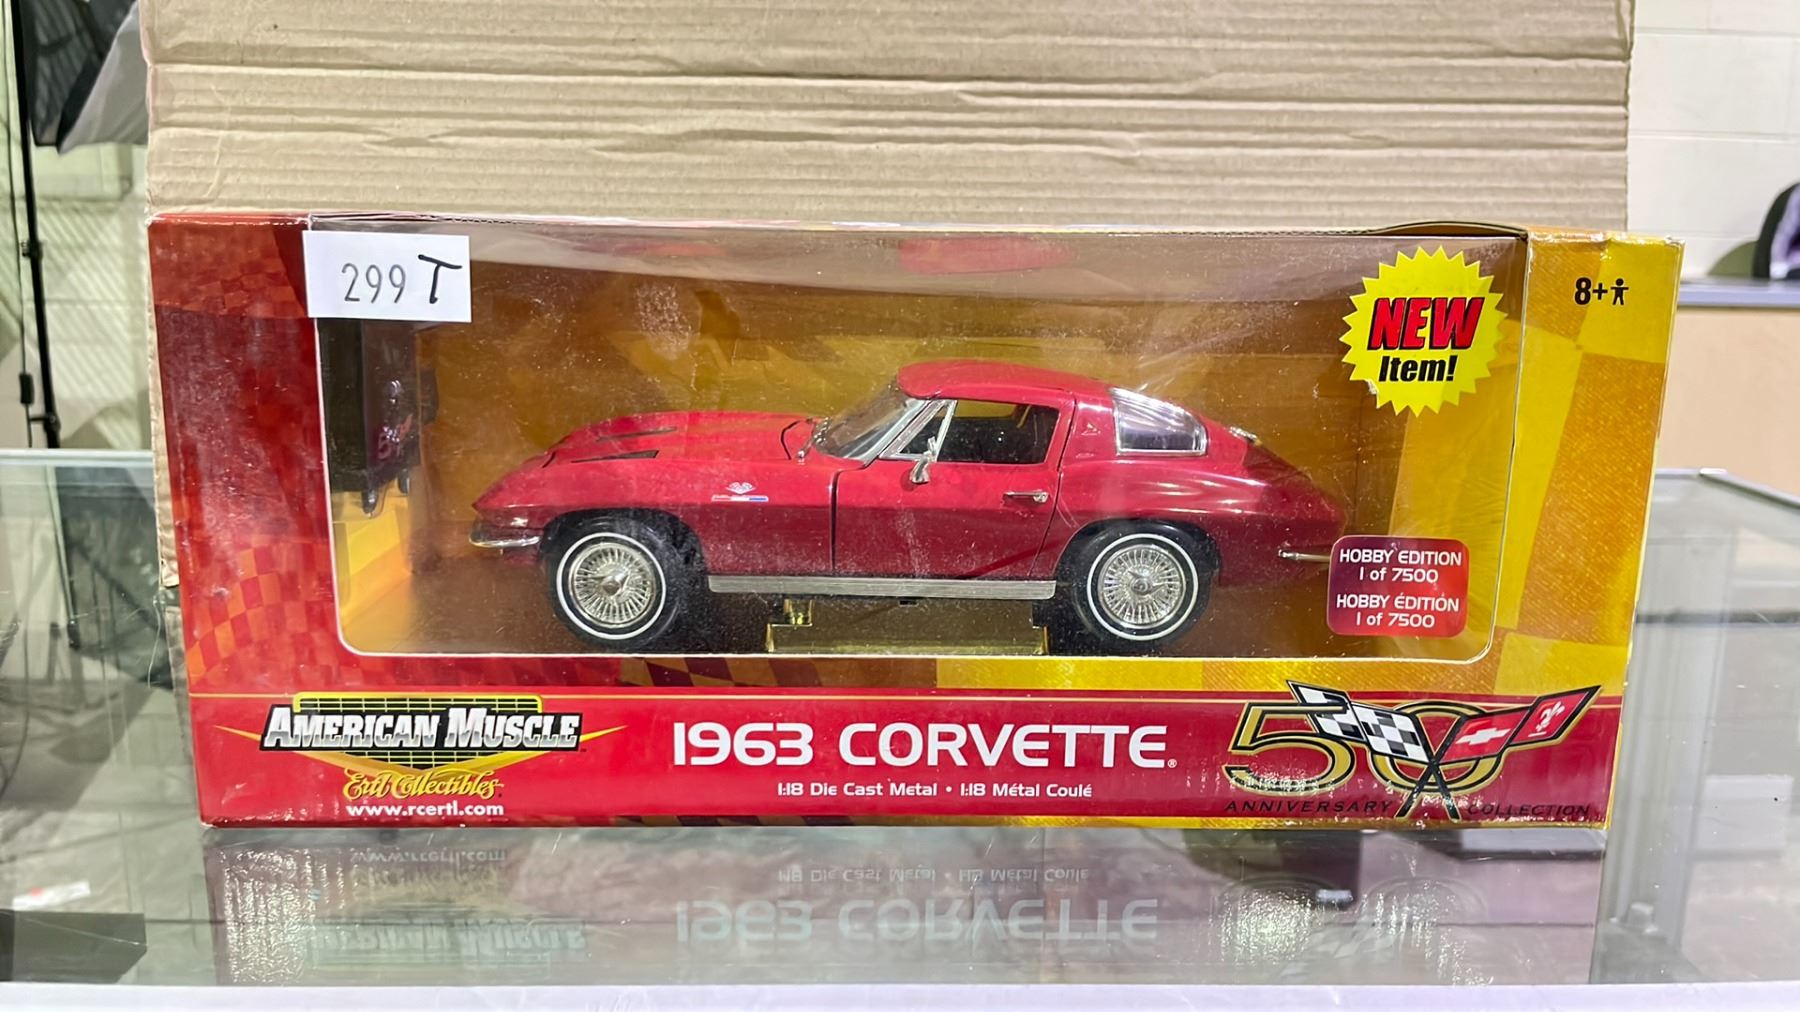 299 T
NEW
Item!
8+
HOBBY EDITION
1 of 7500
HOBBY ÉDITION
1 of 7500
AMERICAN MUSCLE
Ertl Collectibles
www.rcertl.com
1963 CORVETTE®
1:18 Die Cast Metal • 1:18 Métal Coulé
50
ANNIVERSARY COLLECTION